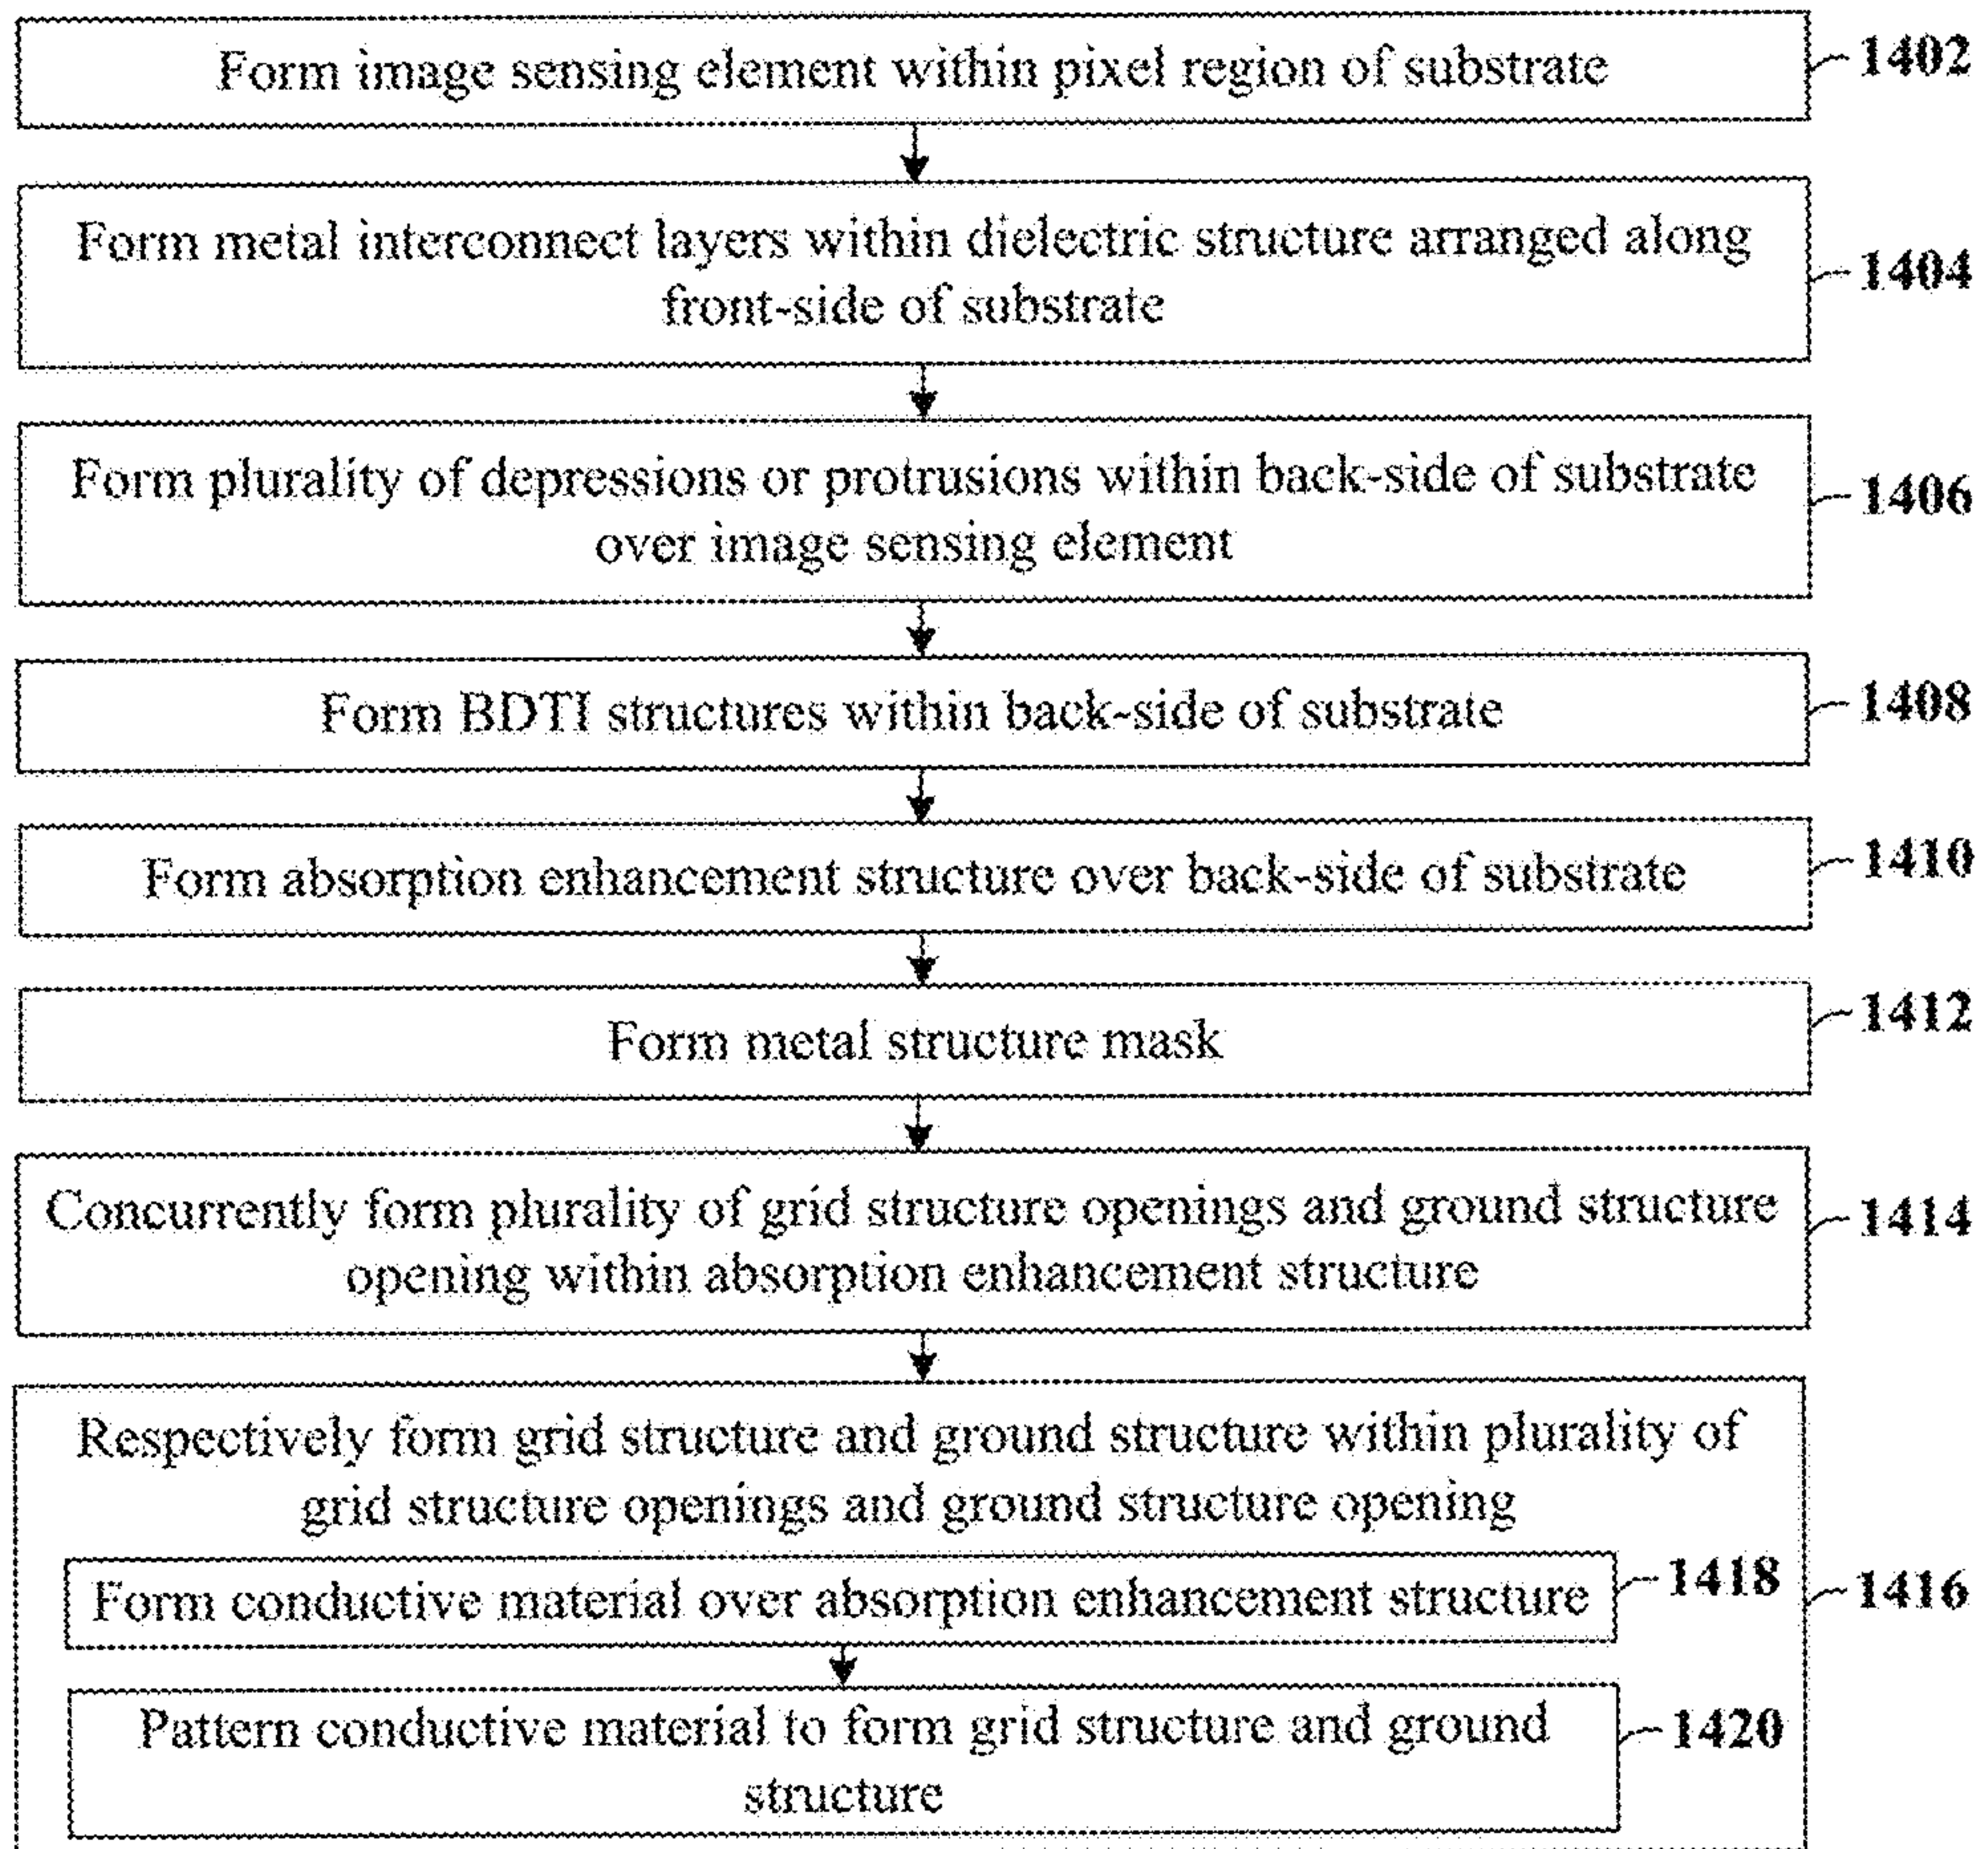 Form image sensing element within pixel region of substrate
1402
Form metal interconnect layers within dielectric structure arranged along
front-side of substrate
1404
Form plurality of depressions or protrusions within back-side of substrate
over image sensing element
1406
Form BDTI structures within back-side of substrate
1408
Form absorption enhancement structure over back-side of substrate
1410
Form metal structure mask
1412
Concurrently form plurality of grid structure openings and ground structure
opening within absorption enhancement structure
1414
Respectively form grid structure and ground structure within plurality of
grid structure openings and ground structure opening
1416
Form conductive material over absorption enhancement structure
1418
Pattern conductive material to form grid structure and ground
structure
1420